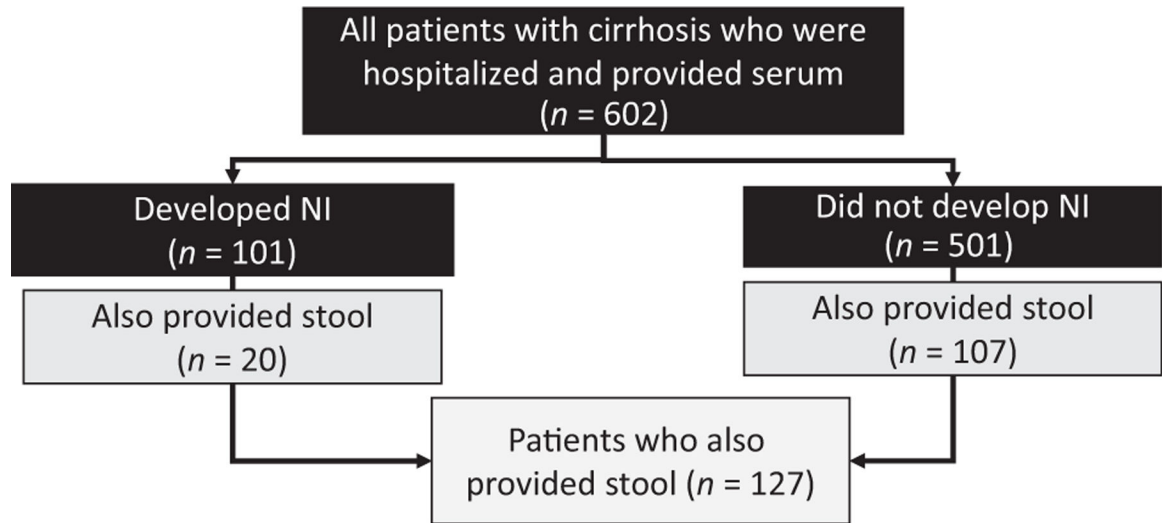 All patients with cirrhosis who were
hospitalized and provided serum
(n = 602)
Developed NI
(n = 101)
Did not develop NI
(n = 501)
Also provided stool
(n = 20)
Also provided stool
(n = 107)
Patients who also
provided stool (n = 127)